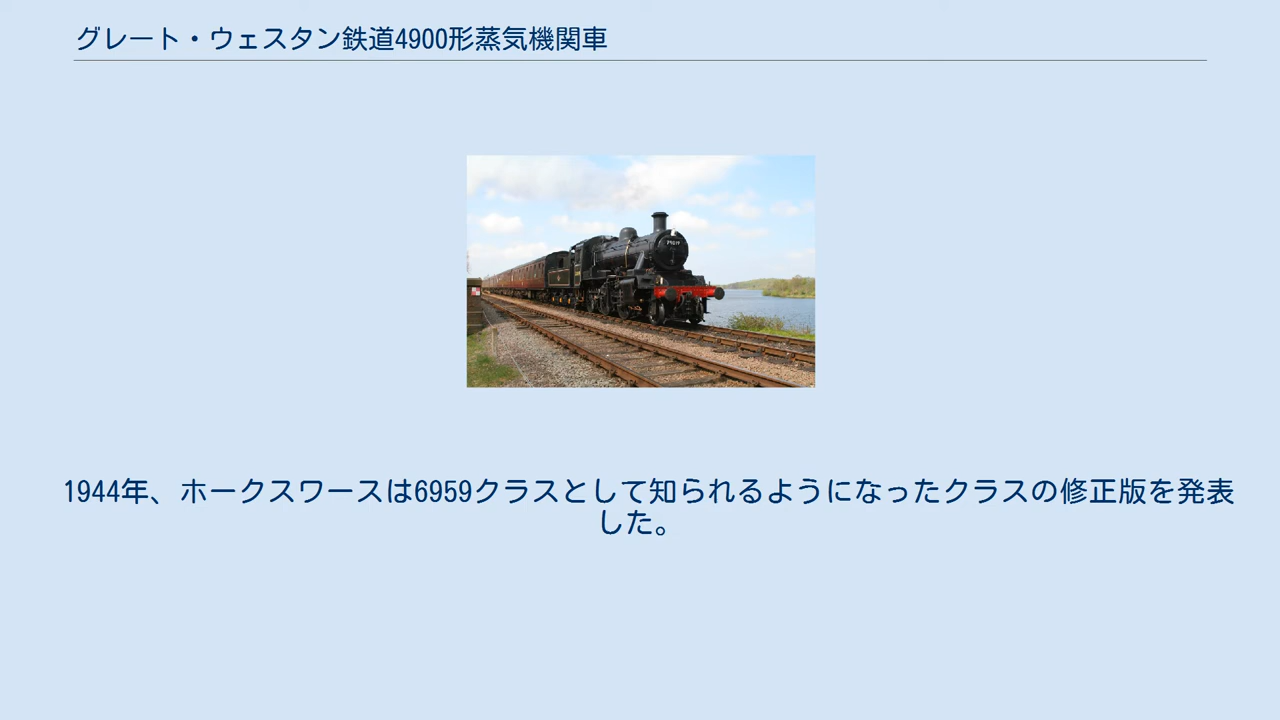 グレート・ウェスタン鉄道4900形蒸気機関車
1944年、ホークスワースは6959クラスとして知られるようになったクラスの修正版を発表
した。